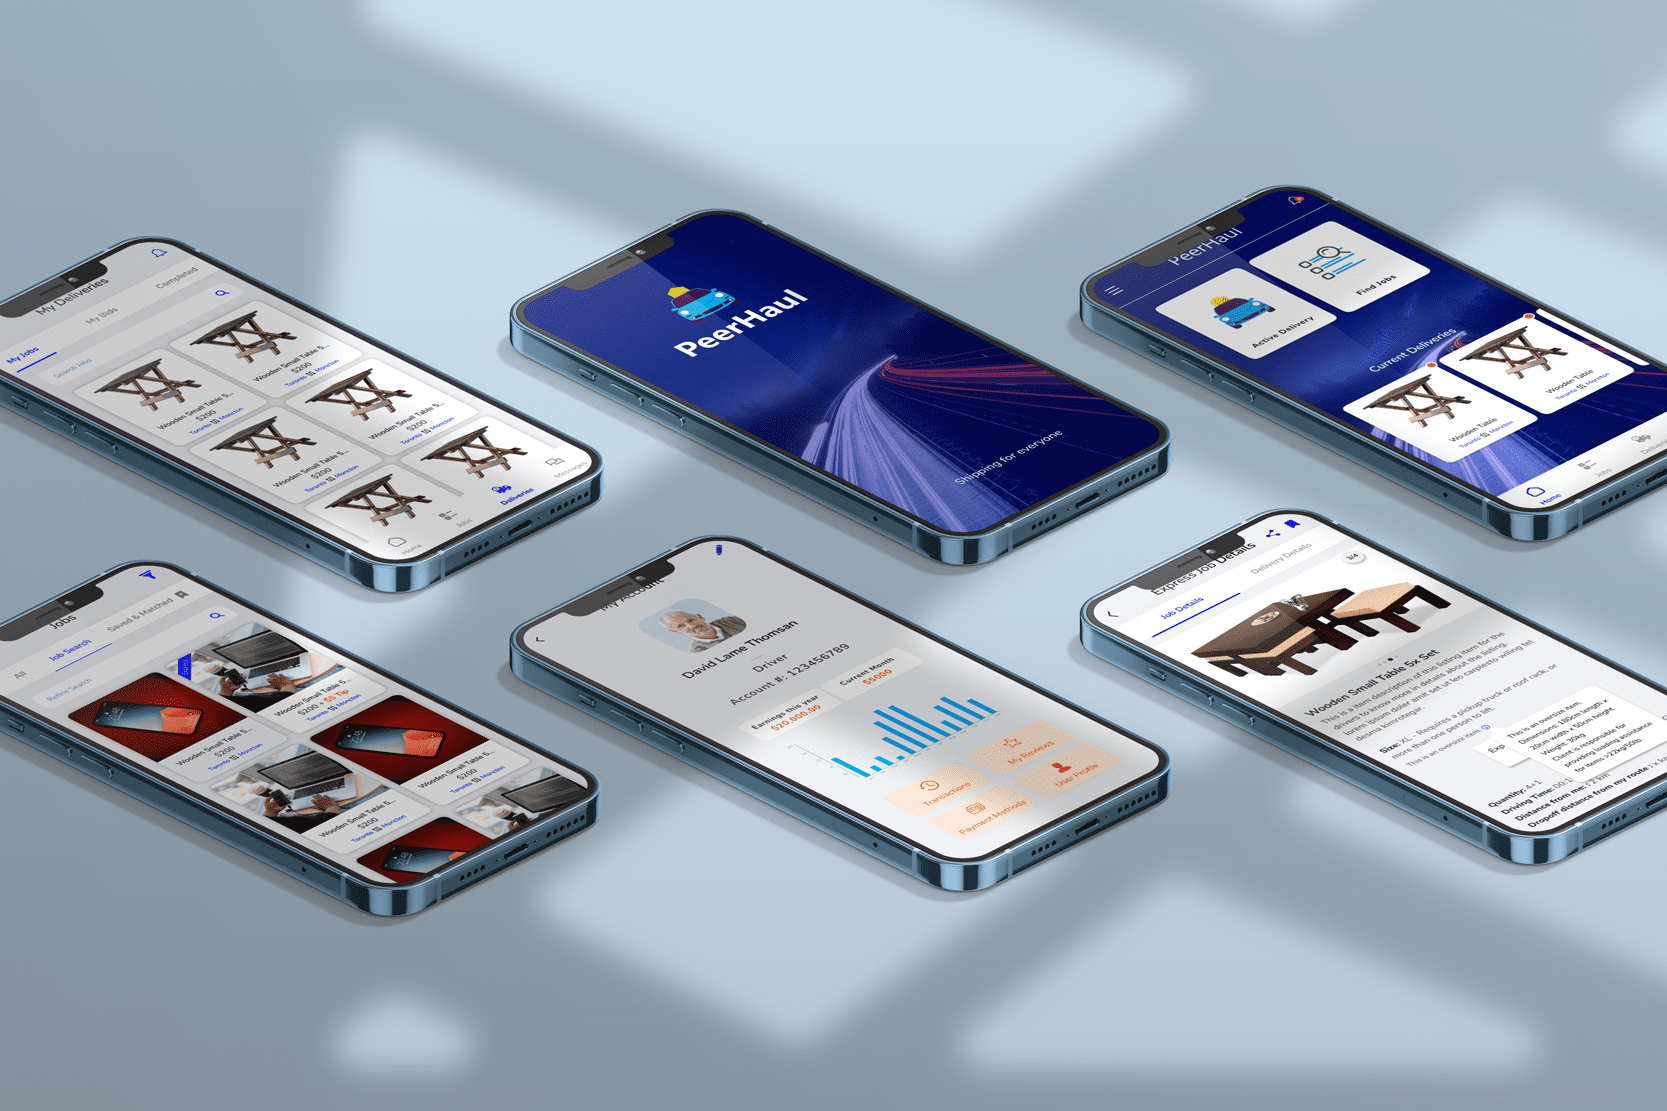 My Deliveries
My Jobs
My Bids
Completed
Search Jobs
Wooden Small Table 5...
$200
Toronto Moncton
Wooden Small Table 5...
$200
Toronto Moncton
Wooden Small Table 5...
$200
Toronto Moncton
Wooden Small Table 5...
$200
Toronto Moncton
Home
Jobs
Deliveries
Messages
PeerHaul
Shipping for everyone
PeerHaul
Active Delivery
Find Jobs
Current Deliveries
Wooden Table
Toronto Moncton
Wooden Table
Toronto Moncton
Home
Jobs
Deliveries
Jobs
All
Job Search
Saved & Matched
Refine Search
Wooden Small Table 5...
$200
Toronto Moncton
Wooden Small Table 5...
$200 + $5 Tip
Toronto Moncton
Wooden Small Table 5...
$200
Toronto Moncton
Wooden Small Table 5...
$200
Toronto Moncton
My Account
David Lame Thomsan
Driver
Account #: 123456789
Earnings this year
$20,000.00
Current Month
$5000
Transactions
My Reviews
Payment Methods
User Profile
Express Job Details
Job Details
Delivery Details
3/4
Wooden Small Table 5x Set
This is a item description of this listing item for the
drivers to know more in details about the listing.
lorem ipsum doler amit set ut leo carplesto wiling tel
desma kimntegar.
Size: XL - Requires a pickup truck or roof rack, or
more than one person to lift.
This is an oversize item.
Exp
This is an oversize item.
Dimensions: 180cm length x
20cm width x 50cm height
Weight: 30kg
Client is responsible for
providing loading assistance
for items >22kg/50lb.
Quantity: 4+1
Driving Time: 00:1
Distance from me: : 2 km
Dropoff distance from my route : x km